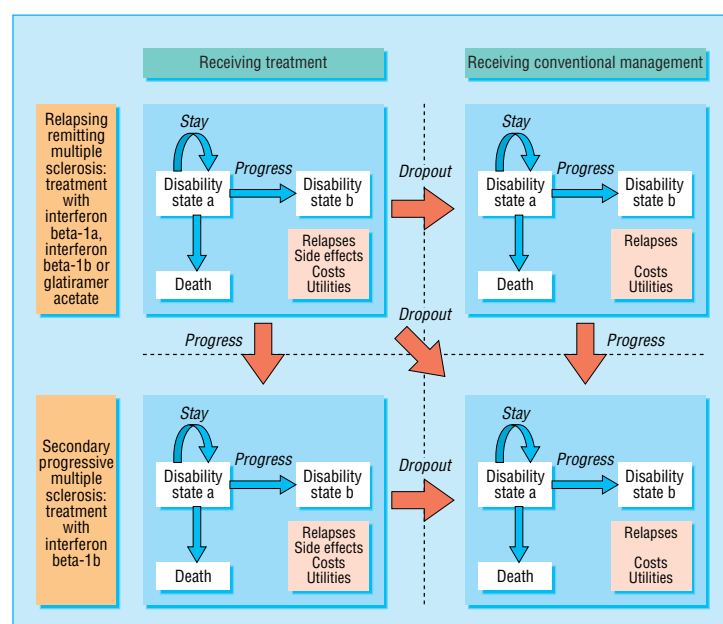 Receiving treatment
Receiving conventional management
Relapsing
remitting
multiple
sclerosis:
treatment
with
interferon
beta-1a,
interferon
beta-1b or
glatiramer
acetate
Stay
Progress
Disability
state a
Disability
state b
Death
Relapses
Side effects
Costs
Utilities
Dropout
Stay
Progress
Disability
state a
Disability
state b
Death
Relapses
Costs
Utilities
Progress
Dropout
Progress
Secondary
progressive
multiple
sclerosis:
treatment
with
interferon
beta-1b
Stay
Progress
Disability
state a
Disability
state b
Death
Relapses
Side effects
Costs
Utilities
Dropout
Stay
Progress
Disability
state a
Disability
state b
Death
Relapses
Costs
Utilities